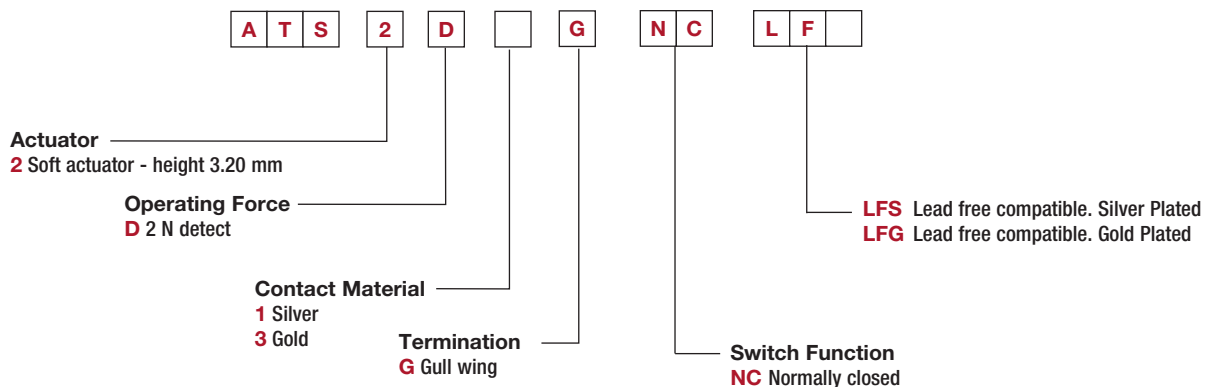 A T S 2 D G N C L F
Actuator
2 Soft actuator - height 3.20 mm
Operating Force
D 2 N detect
LFS Lead free compatible. Silver Plated
LFG Lead free compatible. Gold Plated
Contact Material
1 Silver
3 Gold
Termination
G Gull wing
Switch Function
NC Normally closed